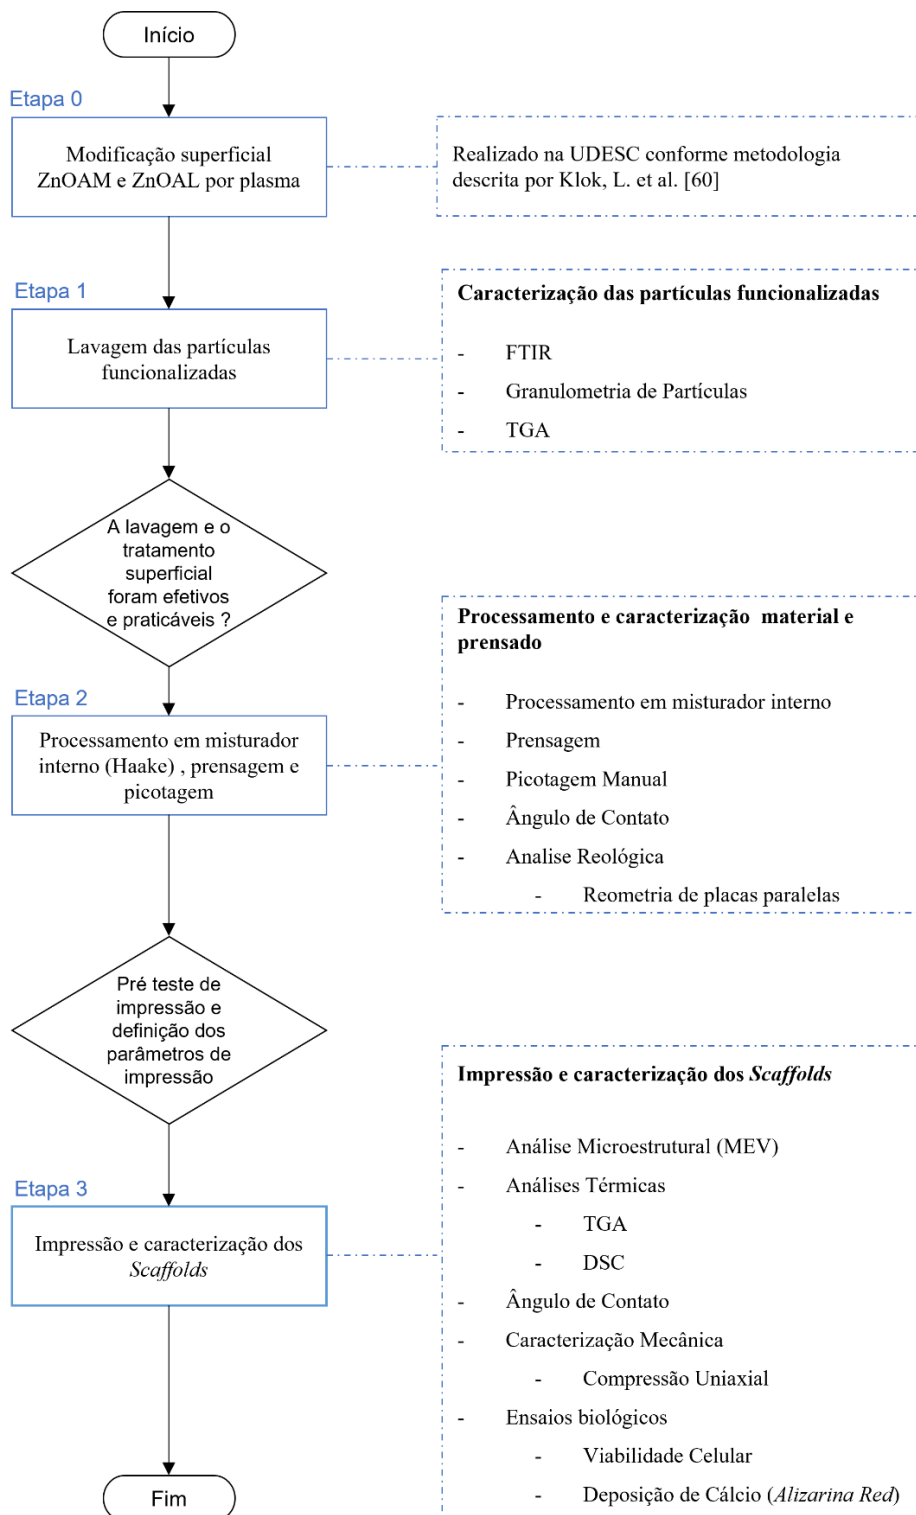 Início
Etapa 0
Modificação superficial
ZnOAM e ZnOAL por plasma
Realizado na UDESC conforme metodologia
descrita por Klok, L. et al. [60]
Etapa 1
Lavagem das partículas
funcionalizadas
Caracterização das partículas funcionalizadas
- FTIR
- Granulometria de Partículas
- TGA
A lavagem e o
tratamento
superficial
foram efetivos
e praticáveis ?
Etapa 2
Processamento em misturador
interno (Haake) , prensagem e
picotagem
Processamento e caracterização material e
prensado
- Processamento em misturador interno
- Prensagem
- Picotagem Manual
- Ângulo de Contato
- Analise Reológica
- Reometria de placas paralelas
Pré teste de
impressão e
definição dos
parâmetros de
impressão
Etapa 3
Impressão e caracterização dos
Scaffolds
Impressão e caracterização dos Scaffolds
- Análise Microestrutural (MEV)
- Análises Térmicas
- TGA
- DSC
- Ângulo de Contato
- Caracterização Mecânica
- Compressão Uniaxial
- Ensaios biológicos
- Viabilidade Celular
- Deposição de Cálcio (Alizarina Red)
Fim